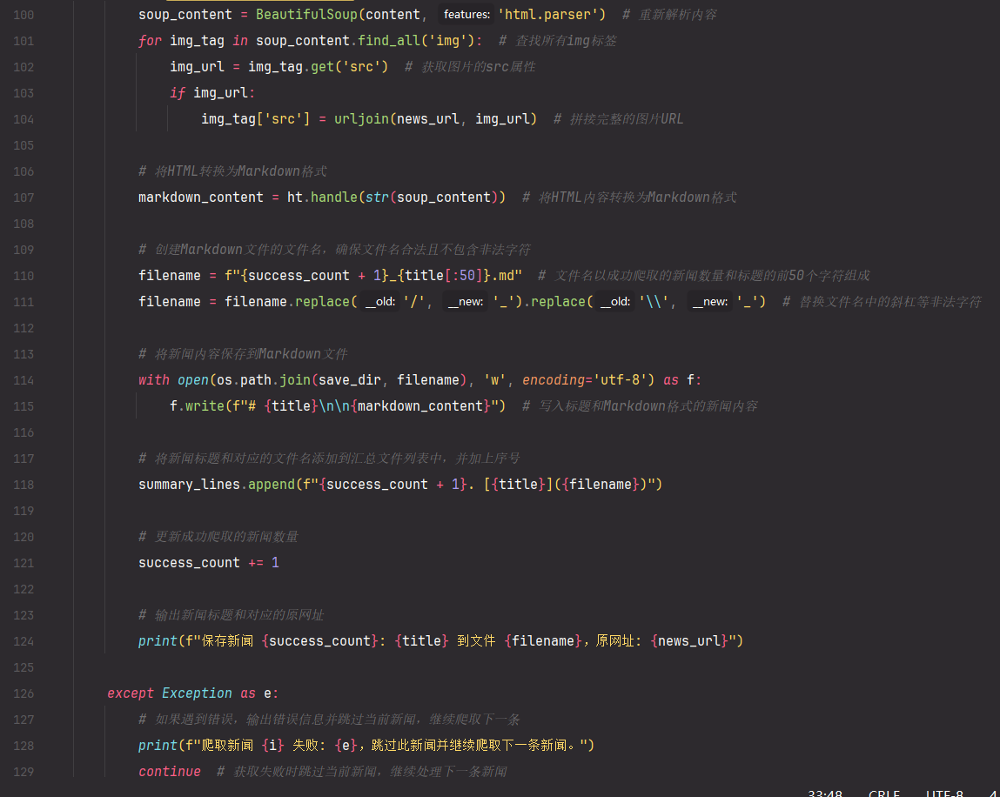 100 soup_content = BeautifulSoup(content, features: 'html.parser')  # 重新解析内容
101 for img_tag in soup_content.find_all('img'):  # 查找所有img标签
102 img_url = img_tag.get('src')  # 获取图片的src属性
103 if img_url:
104 img_tag['src'] = urljoin(news_url, img_url)  # 拼接完整的图片URL
105
106 # 将HTML转换为Markdown格式
107 markdown_content = ht.handle(str(soup_content))  # 将HTML内容转换为Markdown格式
108
109 # 创建Markdown文件的文件名，确保文件名合法且不包含非法字符
110 filename = f"{success_count + 1}_{title[:50]}.md"  # 文件名以成功爬取的新闻数量和标题的前50个字符组成
111 filename = filename.replace( __old: '/', __new: '_').replace( __old: '\\', __new: '_')  # 替换文件名中的斜杠等非法字符
112
113 # 将新闻内容保存到Markdown文件
114 with open(os.path.join(save_dir, filename), 'w', encoding='utf-8') as f:
115 f.write(f"# {title}\n\n{markdown_content}")  # 写入标题和Markdown格式的新闻内容
116
117 # 将新闻标题和对应的文件名添加到汇总文件列表中，并加上序号
118 summary_lines.append(f"{success_count + 1}. [{title}]({filename})")
119
120 # 更新成功爬取的新闻数量
121 success_count += 1
122
123 # 输出新闻标题和对应的原网址
124 print(f"保存新闻 {success_count}: {title} 到文件 {filename}，原网址: {news_url}")
125
126 except Exception as e:
127 # 如果遇到错误，输出错误信息并跳过当前新闻，继续爬取下一条
128 print(f"爬取新闻 {i} 失败: {e}，跳过此新闻并继续爬取下一条新闻。")
129 continue  # 获取失败时跳过当前新闻，继续处理下一条新闻
33:48 CRLF UTF-8 4